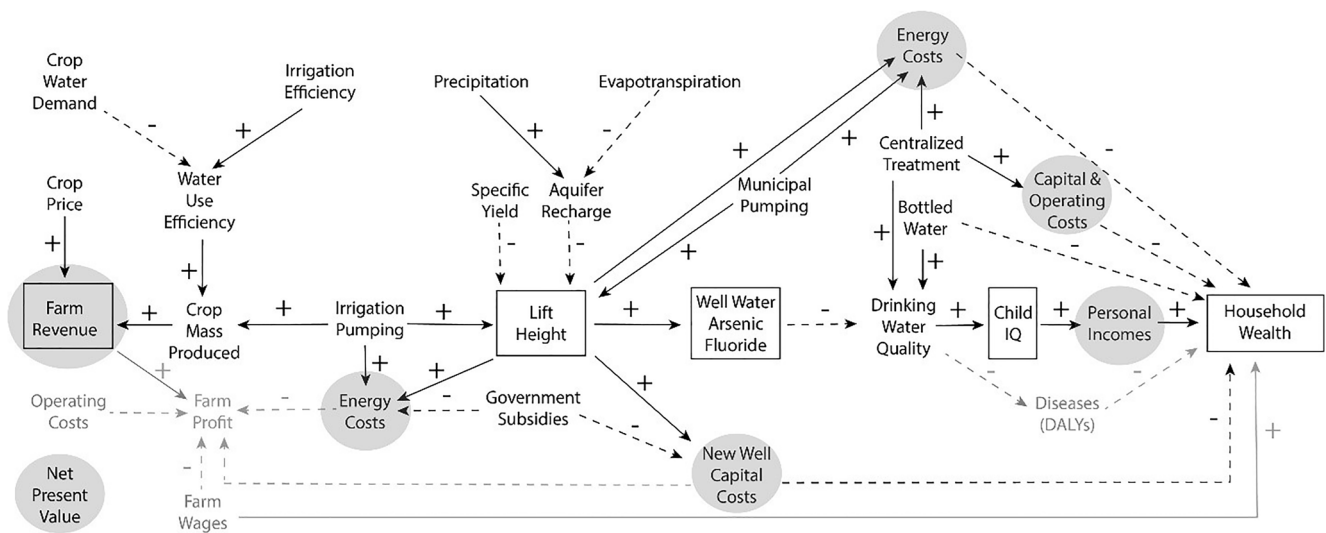 Crop
Water
Demand
Irrigation
Efficiency
Precipitation
Evapotranspiration
Energy
Costs
-
+
+
-
+
-
+
+
Centralized
Treatment
+
Crop
Price
Water
Use
Efficiency
Specific
Yield
Aquifer
Recharge
Municipal
Pumping
Capital &
Operating
Costs
Bottled
Water
+
+
-
-
+
+
+
-
-
Farm
Revenue
+
Crop
Mass
Produced
+
Irrigation
Pumping
+
Lift
Height
+
Well Water
Arsenic
Fluoride
-
Drinking
Water
Quality
+
Child
IQ
+
Personal
Incomes
+
Household
Wealth
+
+
+
+
-
-
Operating
Costs
Farm
Profit
-
Energy
Costs
-
Government
Subsidies
-
Diseases
(DALYs)
-
+
Net
Present
Value
-
Farm
Wages
New Well
Capital
Costs